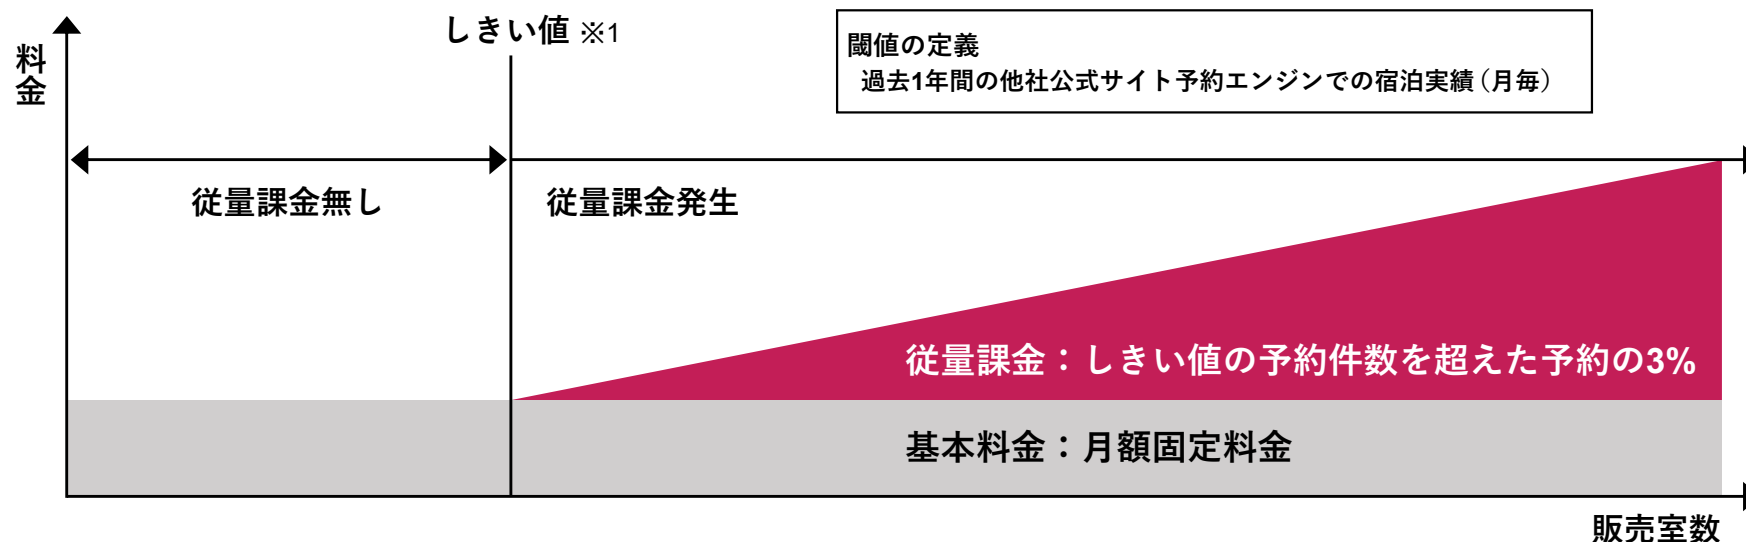 料金
しきい値 ※1
閾値の定義
過去1年間の他社公式サイト予約エンジンでの宿泊実績（月毎）
従量課金無し
従量課金発生
従量課金：しきい値の予約件数を超えた予約の3%
基本料金：月額固定料金
販売室数